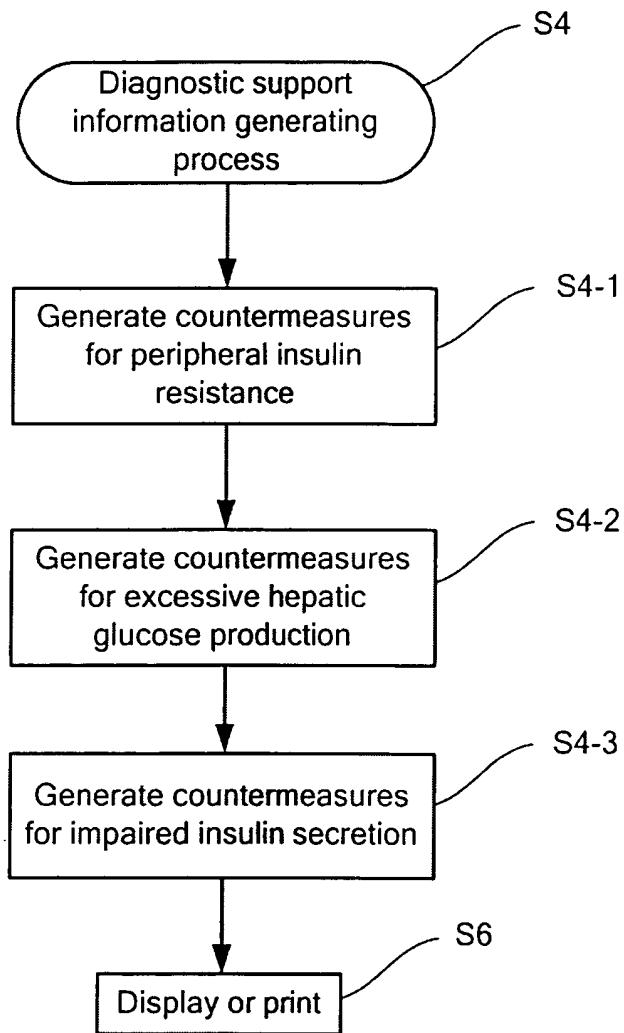 S4
Diagnostic support
information generating
process
S4-1
Generate countermeasures
for peripheral insulin
resistance
S4-2
Generate countermeasures
for excessive hepatic
glucose production
S4-3
Generate countermeasures
for impaired insulin secretion
S6
Display or print